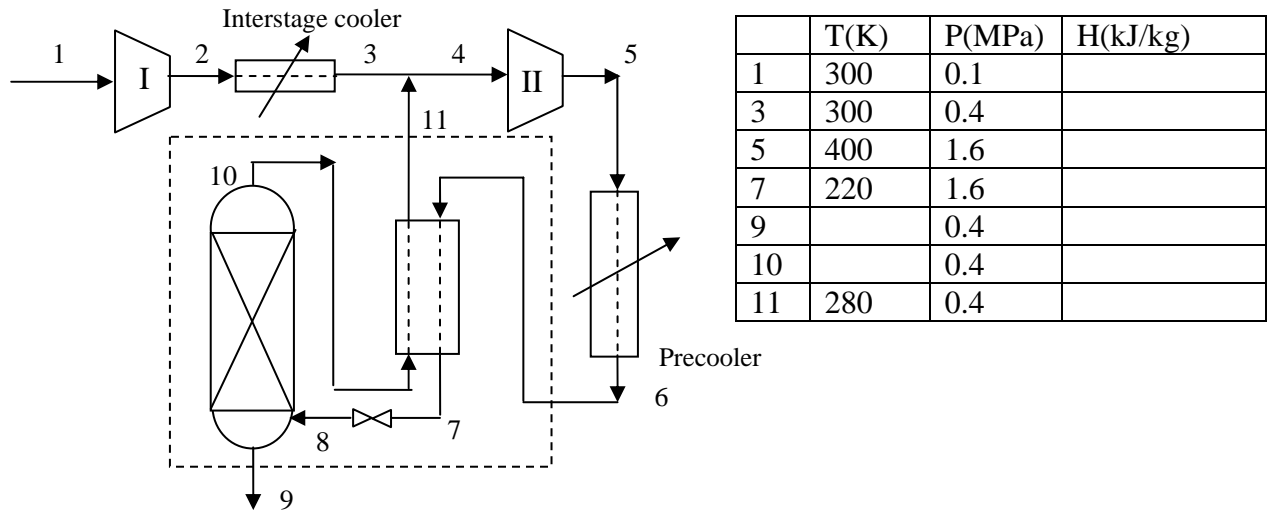 Interstage cooler
1
2
3
4
5
I
II
11
10
Precooler
6
7
8
9
T(K) P(MPa) H(kJ/kg)
1 300 0.1
3 300 0.4
5 400 1.6
7 220 1.6
9 0.4
10 0.4
11 280 0.4